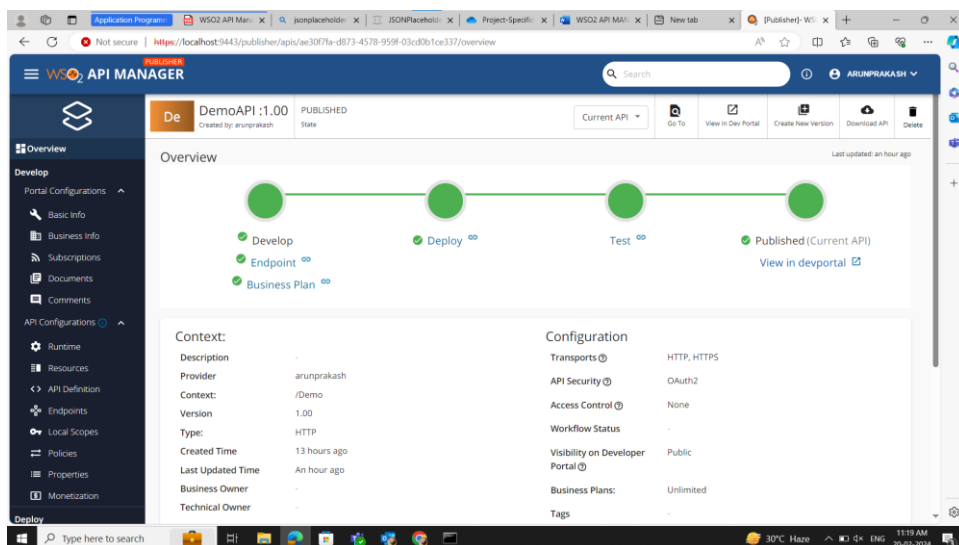 Application Programn
WSO2 API Mana
jsonplaceholder
JSONPlaceholde
Project-Specific
WSO2 API MAN
New tab
[Publisher]- WS
Not secure https://localhost:9443/publisher/apis/ae30f7fa-d873-4578-959f-03cd0b1ce337/overview
PUBLISHER
WSO2 API MANAGER
Search
ARUNPRAKASH
De
DemoAPI :1.00
Created by: arunprakash
PUBLISHED
State
Current API
Go To
View in Dev Portal
Create New Version
Download API
Delete
Overview
Develop
Portal Configurations
Basic Info
Business Info
Subscriptions
Documents
Comments
API Configurations
Runtime
Resources
API Definition
Endpoints
Local Scopes
Policies
Properties
Monetization
Deploy
Overview
Last updated: an hour ago
Develop
Endpoint
Business Plan
Deploy
Test
Published (Current API)
View in devportal
Context:
Description -
Provider arunprakash
Context: /Demo
Version 1.00
Type: HTTP
Created Time 13 hours ago
Last Updated Time An hour ago
Business Owner -
Technical Owner -
Configuration
Transports HTTP, HTTPS
API Security OAuth2
Access Control None
Workflow Status -
Visibility on Developer Public
Portal
Business Plans: Unlimited
Tags -
Type here to search
30°C Haze
ENG
11:19 AM
20-02-2024